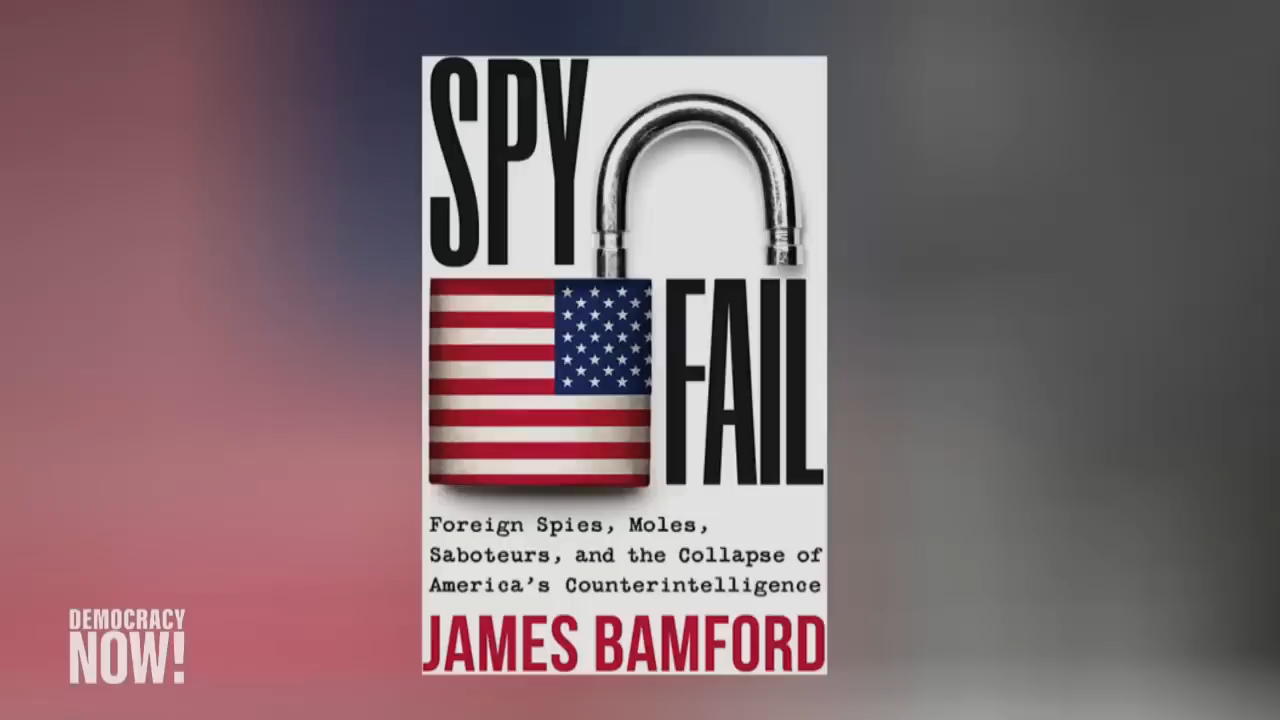 SPY
FAIL
Foreign Spies, Moles,
Saboteurs, and the Collapse of
America's Counterintelligence
JAMES BAMFORD
DEMOCRACY
NOW!